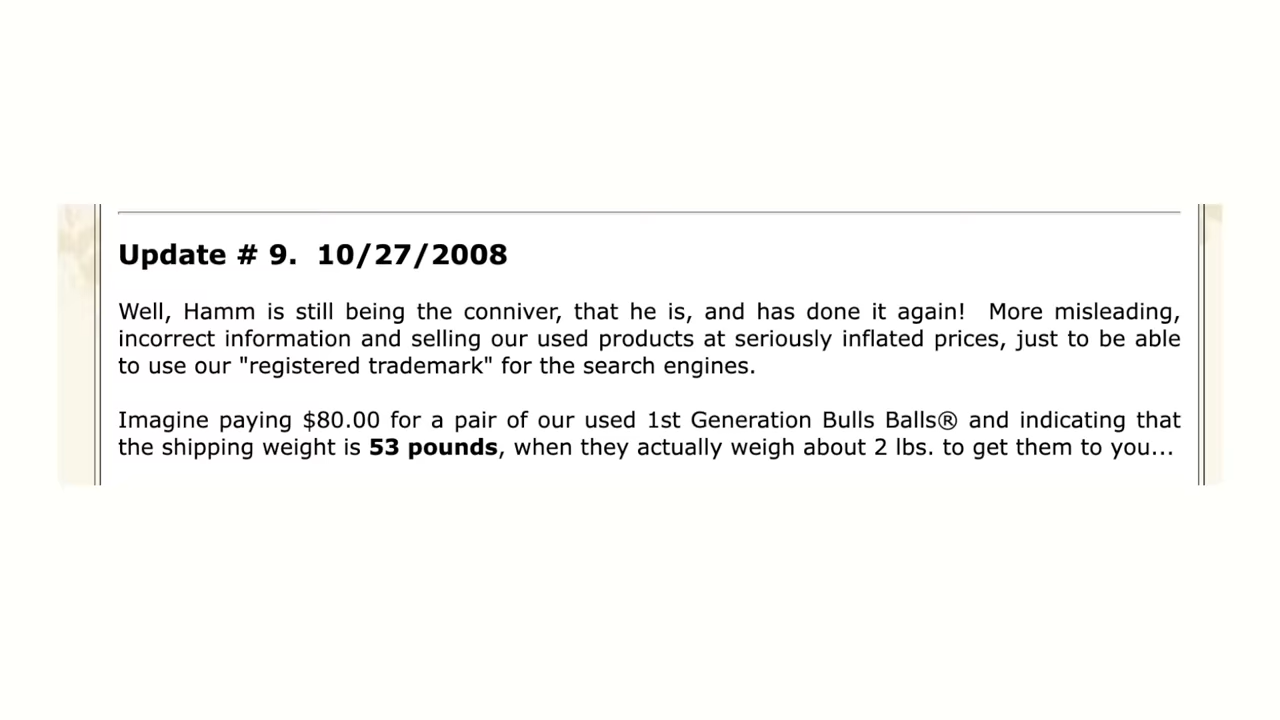 Update # 9. 10/27/2008
Well, Hamm is still being the conniver, that he is, and has done it again! More misleading,
incorrect information and selling our used products at seriously inflated prices, just to be able
to use our "registered trademark" for the search engines.
Imagine paying $80.00 for a pair of our used 1st Generation Bulls Balls® and indicating that
the shipping weight is 53 pounds, when they actually weigh about 2 lbs. to get them to you...